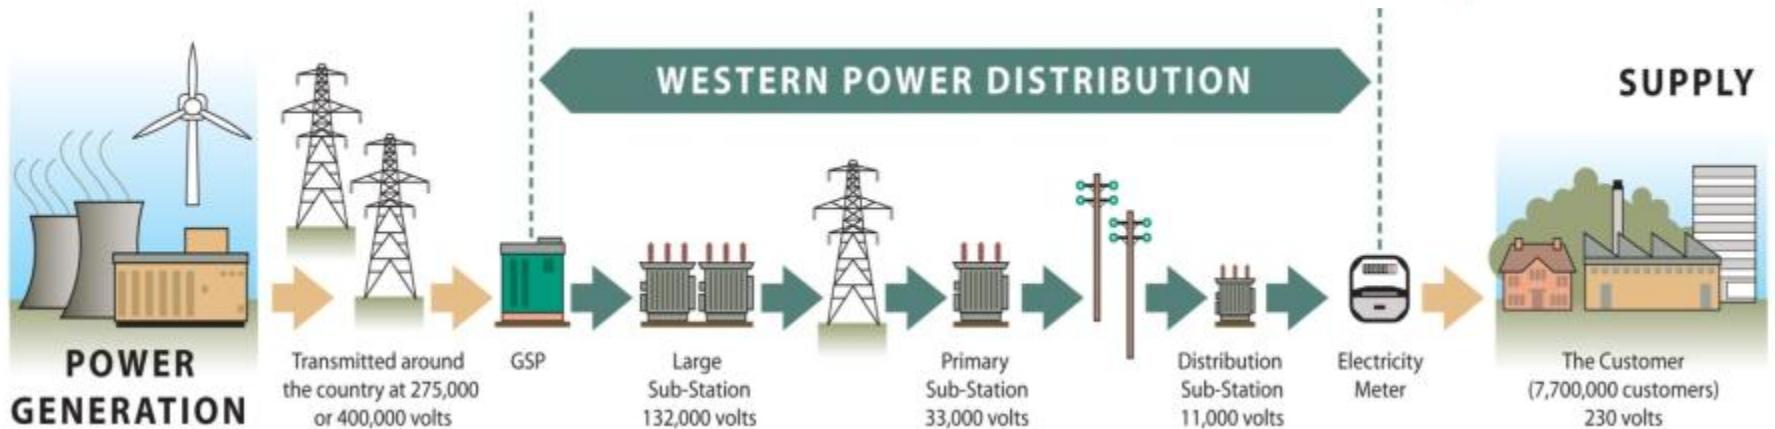 WESTERN POWER DISTRIBUTION
SUPPLY
POWER
GENERATION
Transmitted around
the country at 275,000
or 400,000 volts
GSP
Large
Sub-Station
132,000 volts
Primary
Sub-Station
33,000 volts
Distribution
Sub-Station
11,000 volts
Electricity
Meter
The Customer
(7,700,000 customers)
230 volts